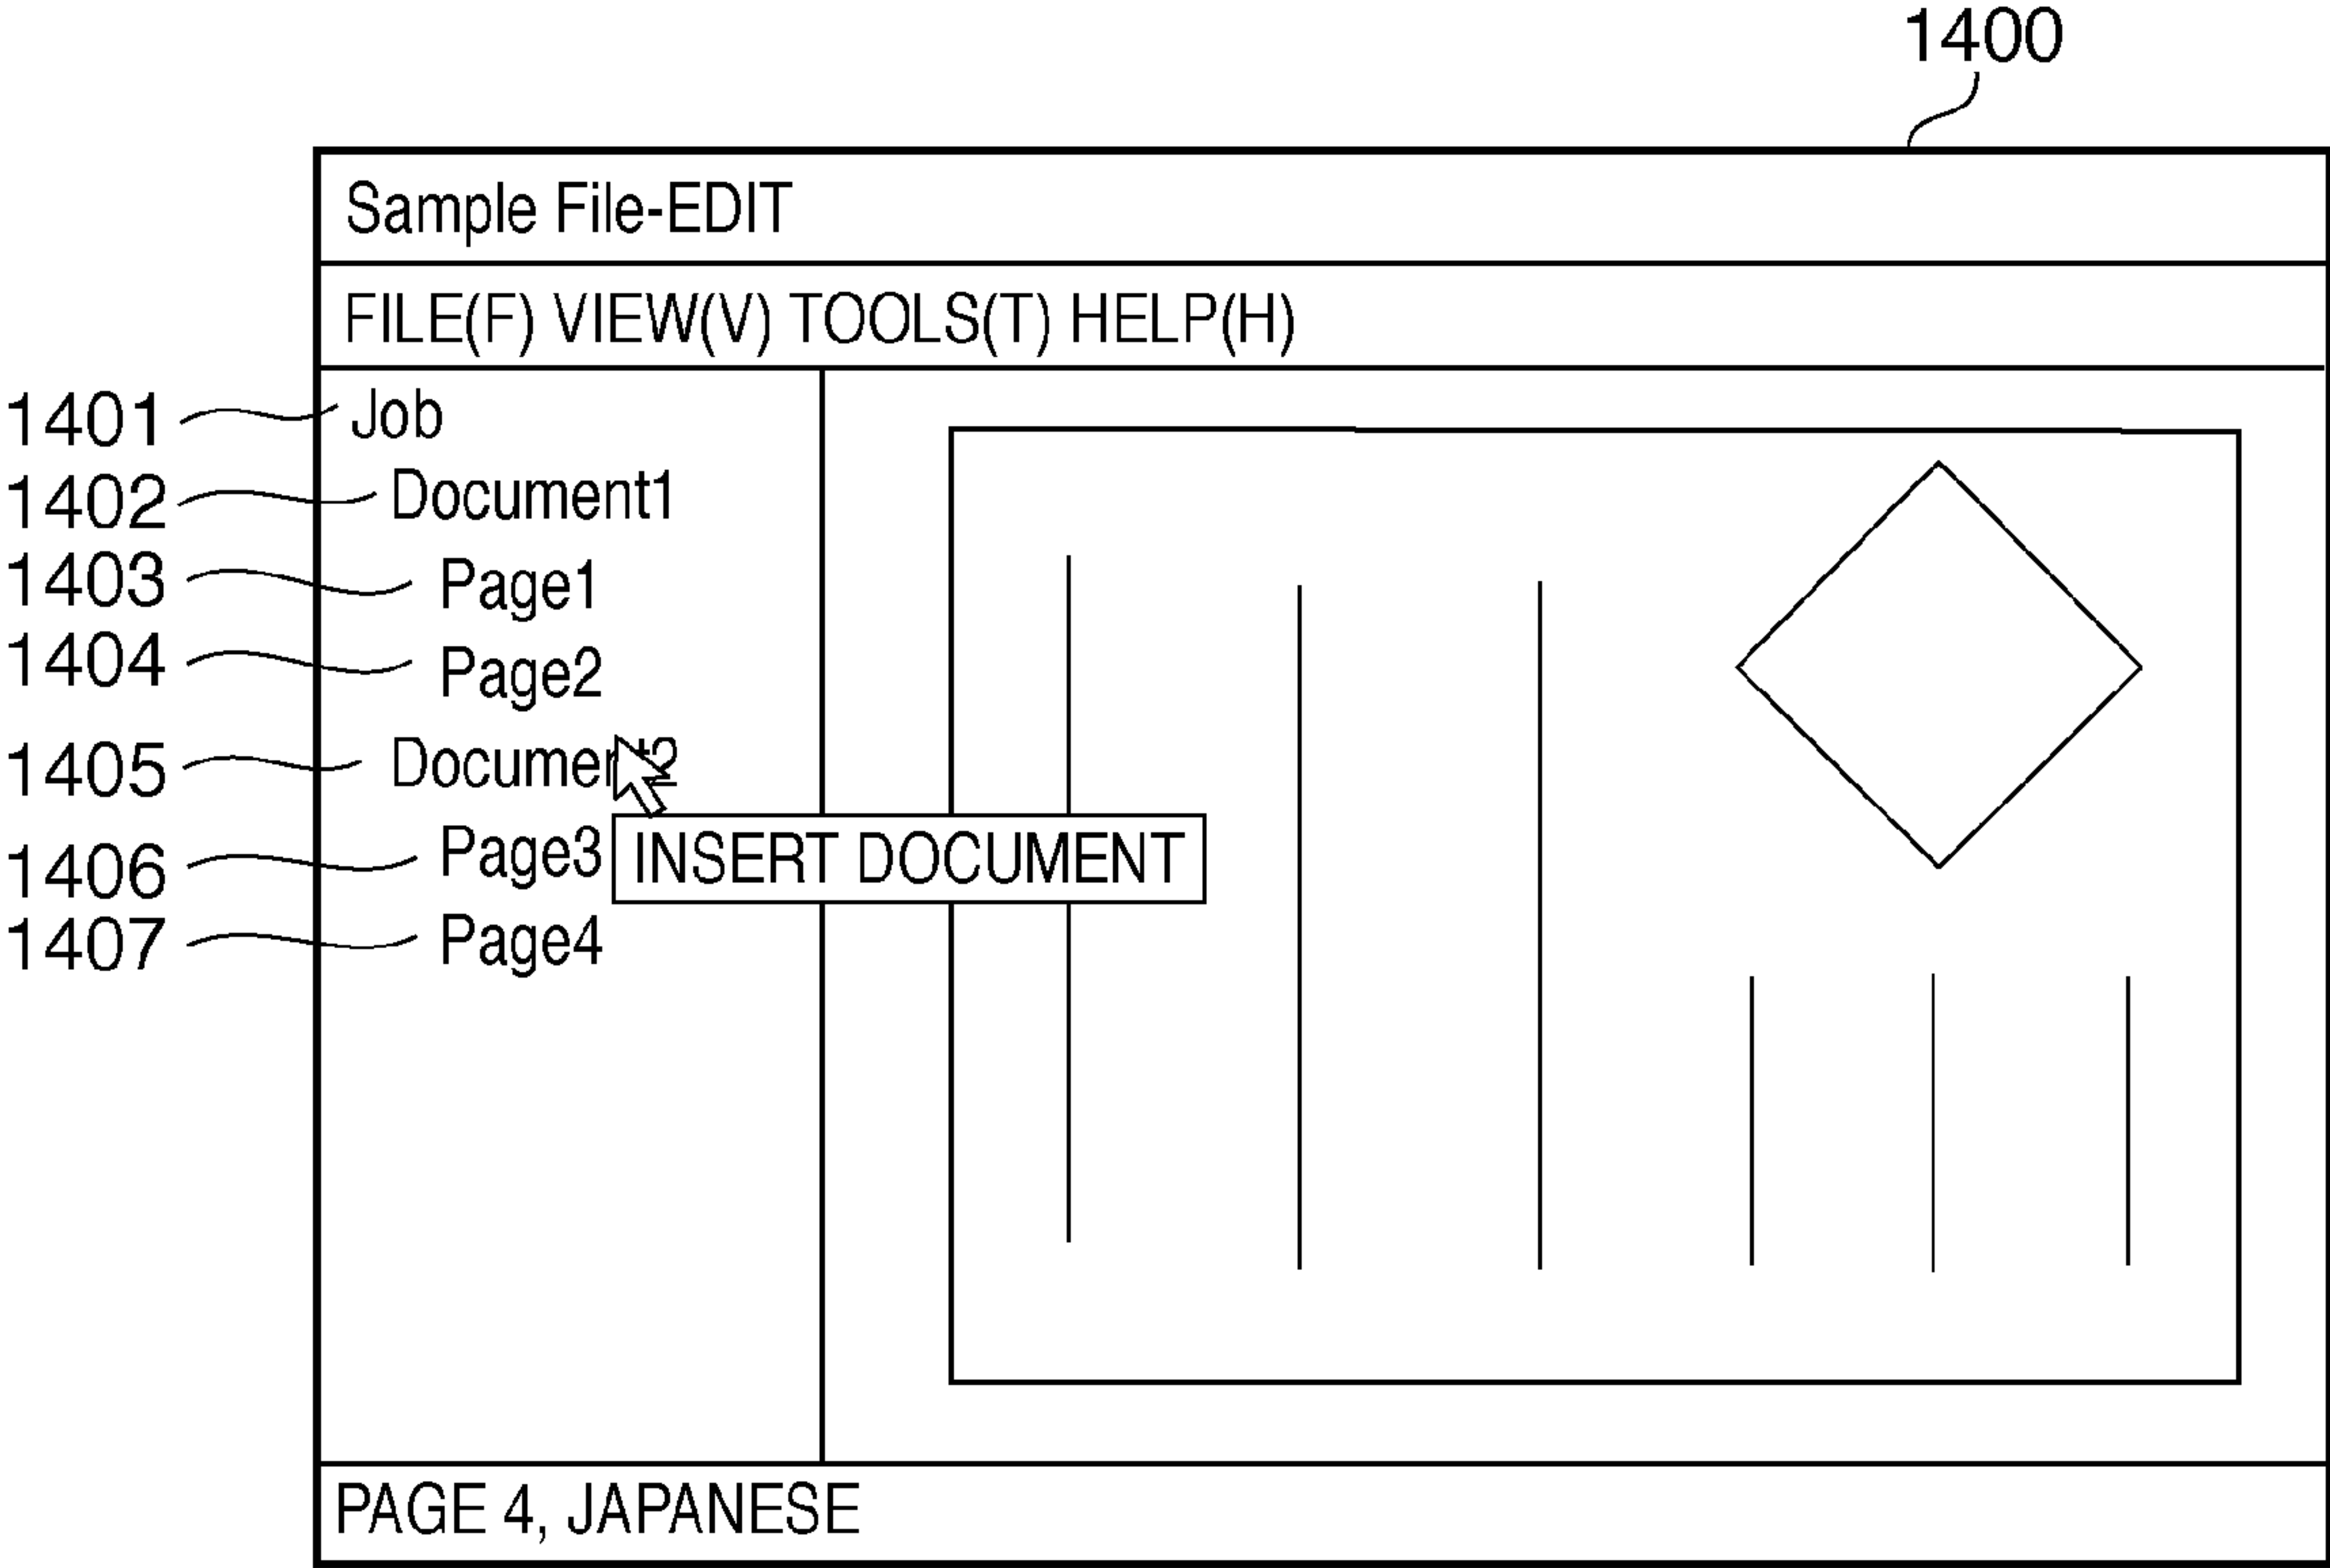 1400
Sample File-EDIT
FILE(F) VIEW(V) TOOLS(T) HELP(H)
1401 Job
1402 Document1
1403 Page1
1404 Page2
1405 Document2
1406 Page3 INSERT DOCUMENT
1407 Page4
PAGE 4, JAPANESE